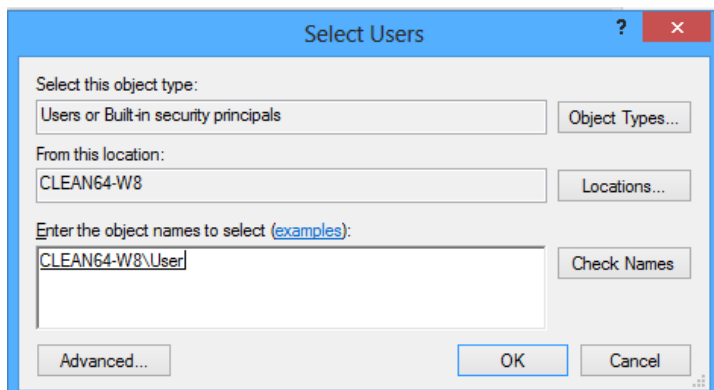 Select Users
?
x
Select this object type:
Users or Built-in security principals
Object Types...
From this location:
CLEAN64-W8
Locations...
Enter the object names to select (examples):
CLEAN64-W8\User
Check Names
Advanced...
OK
Cancel